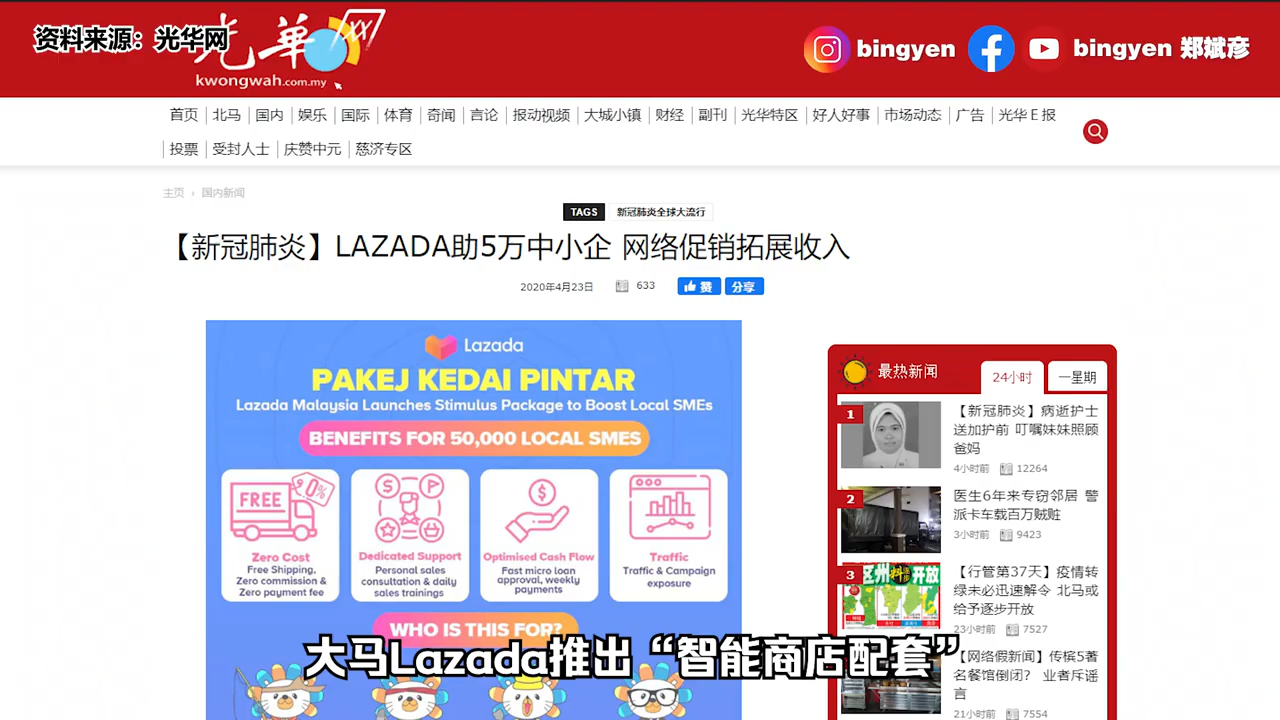 资料来源：光华网
光華
kwongwah.com.my
bingyen
bingyen 郑斌彦
首页 北马 国内 娱乐 国际 体育 奇闻 言论 报动视频 大城小镇 财经 副刊 光华特区 好人好事 市场动态 广告 光华 E 报
投票 受封人士 庆赞中元 慈济专区
主页 › 国内新闻
TAGS 新冠肺炎全球大流行
【新冠肺炎】LAZADA助5万中小企 网络促销拓展收入
2020年4月23日 633 赞 分享
Lazada
PAKEJ KEDAI PINTAR
Lazada Malaysia Launches Stimulus Package to Boost Local SMEs
BENEFITS FOR 50,000 LOCAL SMES
FREE 0%
Zero Cost
Free Shipping,
Zero commission &
Zero payment fee
Dedicated Support
Personal sales
consultation & daily
sales trainings
Optimised Cash Flow
Fast micro loan
approval, weekly
payments
Traffic
Traffic & Campaign
exposure
WHO IS THIS FOR?
最热新闻 24小时 一星期
1
【新冠肺炎】病逝护士
送加护前 叮嘱妹妹照顾
爸妈
4小时前 12264
2
医生6年来专窃邻居 警
派卡车载百万贼赃
3小时前 9423
3
【行管第37天】疫情转
绿未必迅速解令 北马或
给予逐步开放
23小时前 7527
【网络假新闻】传槟5著
名餐馆倒闭？ 业者斥谣
言
21小时前 7554
大马Lazada推出“智能商店配套”